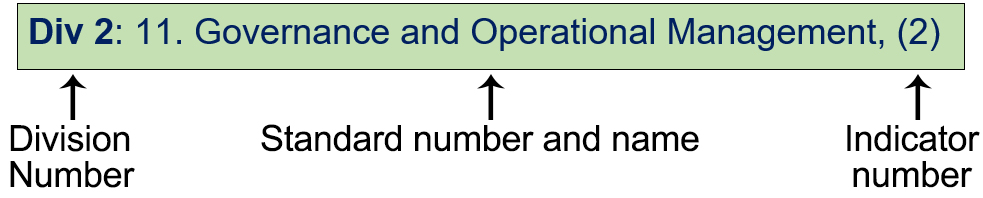 Div 2: 11. Governance and Operational Management, (2)
Division
Number
Standard number and name
Indicator
number